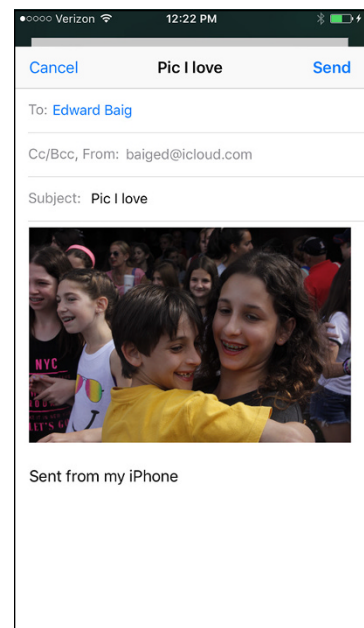 Verizon 12:22 PM
Cancel Pic I love Send
To: Edward Baig
Cc/Bcc, From: baiged@icloud.com
Subject: Pic I love
NYC
LET'S G
Sent from my iPhone